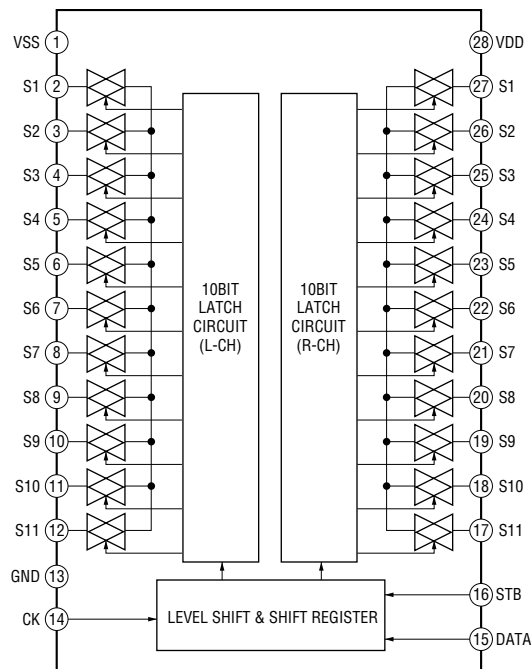 VSS 1 28 VDD
S1 2 27 S1
S2 3 26 S2
S3 4 25 S3
S4 5 24 S4
S5 6 23 S5
S6 7 22 S6
S7 8 21 S7
S8 9 20 S8
S9 10 19 S9
S10 11 18 S10
S11 12 17 S11
10BIT
LATCH
CIRCUIT
(L-CH)
10BIT
LATCH
CIRCUIT
(R-CH)
GND 13
16 STB
CK 14
LEVEL SHIFT & SHIFT REGISTER
15 DATA